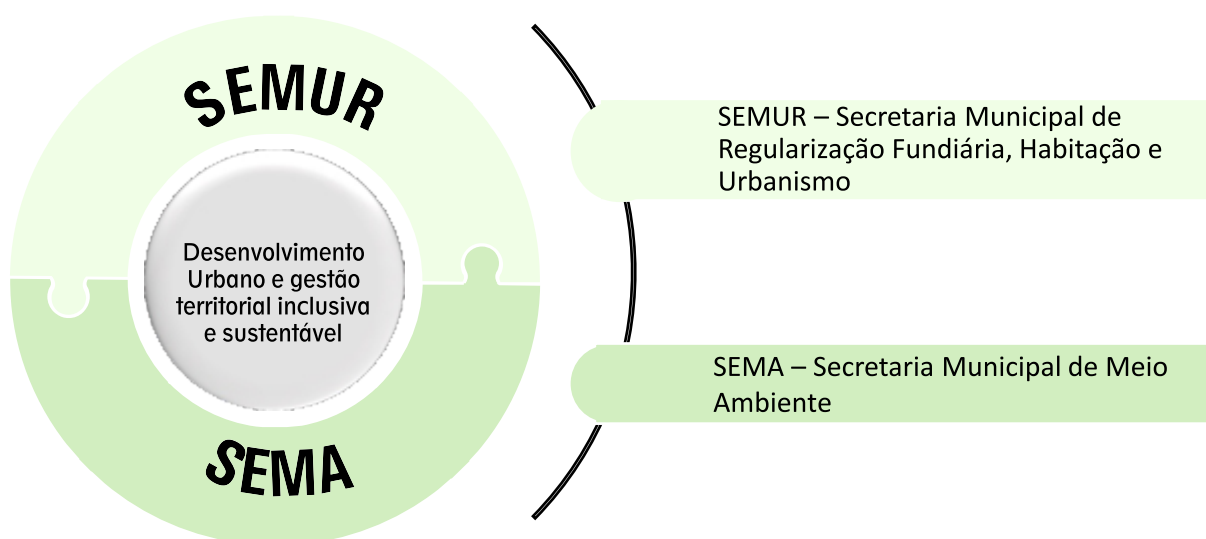 SEMUR
Desenvolvimento
Urbano e gestão
territorial inclusiva
e sustentável
SEMA
SEMUR – Secretaria Municipal de
Regularização Fundiária, Habitação e
Urbanismo
SEMA – Secretaria Municipal de Meio
Ambiente